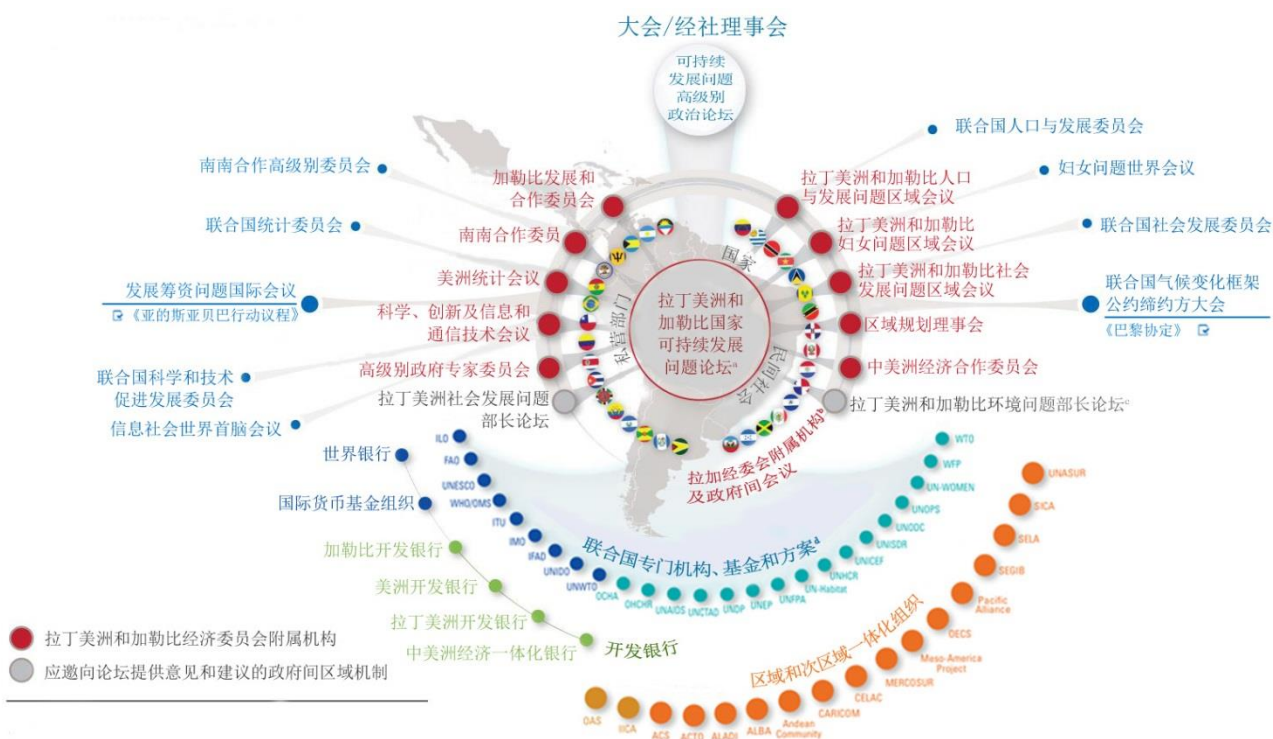 大会/经社理事会
可持续
发展问题
高级别
政治论坛
南南合作高级别委员会
联合国统计委员会
发展筹资问题国际会议
《亚的斯亚贝巴行动议程》
联合国科学和技术
促进发展委员会
信息社会世界首脑会议
加勒比发展和
合作委员会
南南合作委员
美洲统计会议
科学、创新及信息和
通信技术会议
高级别政府专家委员会
拉丁美洲社会发展问题
部长论坛
国家
私营部门
民间社会
拉丁美洲和
加勒比国家
可持续发展
问题论坛ᵃ
拉丁美洲和加勒比人口
与发展问题区域会议
拉丁美洲和加勒比
妇女问题区域会议
拉丁美洲和加勒比社会
发展问题区域会议
区域规划理事会
中美洲经济合作委员会
拉丁美洲和加勒比环境问题部长论坛ᶜ
联合国人口与发展委员会
妇女问题世界会议
联合国社会发展委员会
联合国气候变化框架
公约缔约方大会
《巴黎协定》
拉加经委会附属机构ᵇ
及政府间会议
世界银行
国际货币基金组织
加勒比开发银行
美洲开发银行
拉丁美洲开发银行
中美洲经济一体化银行
开发银行
ILO
FAO
UNESCO
WHO/OMS
ITU
IMO
IFAD
UNIDO
UNWTO
OCHA
OHCHR
UNAIDS
UNCTAD
UNDP
UNEP
UNFPA
UN-Habitat
UNHCR
UNICEF
UNISDR
UNODC
UNOPS
UN-WOMEN
WFP
WTO
联合国专门机构、基金和方案ᵈ
区域和次区域一体化组织
OAS
IICA
ACS
ACTO
ALADI
ALBA
Andean
Community
CARICOM
CELAC
MERCOSUR
Meso-America
Project
OECS
Pacific
Alliance
SEGIB
SELA
SICA
UNASUR
拉丁美洲和加勒比经济委员会附属机构
应邀向论坛提供意见和建议的政府间区域机制